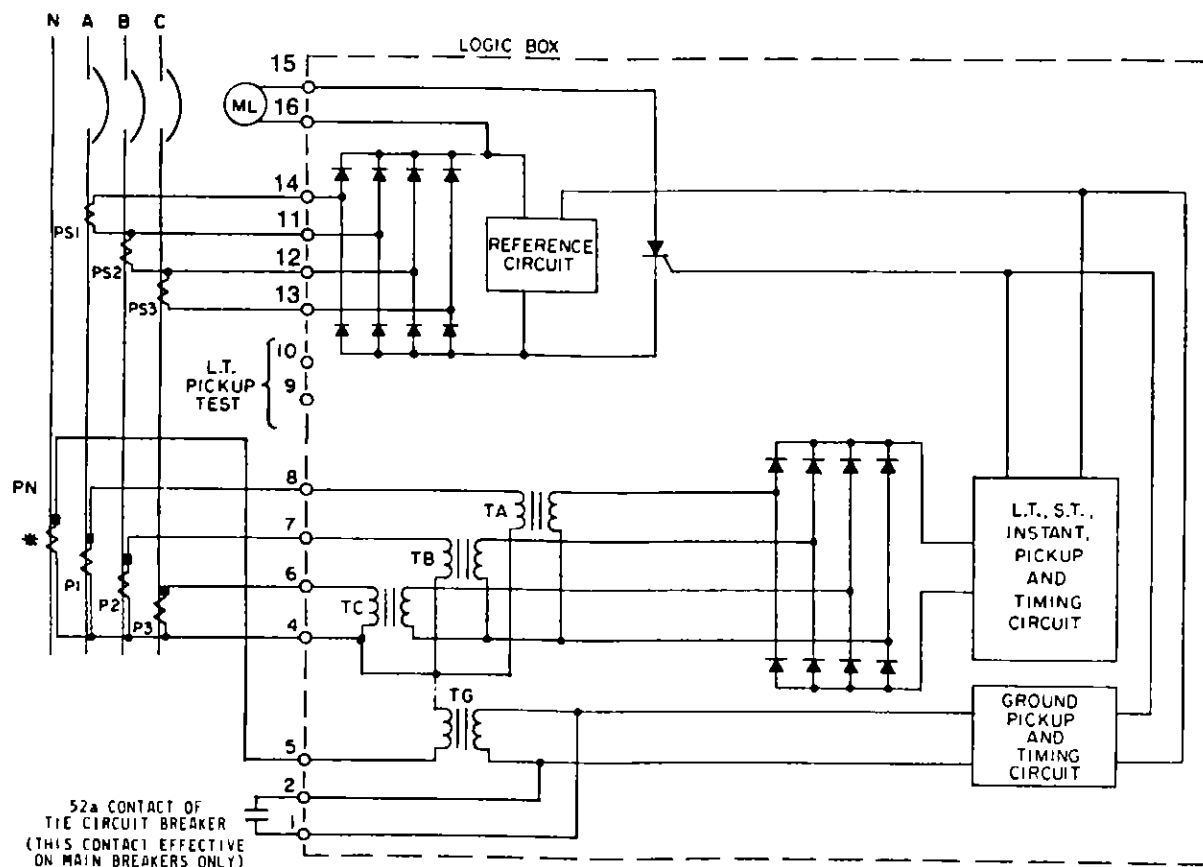 N A B C
LOGIC BOX
15
ML
16
14
PS1
11
REFERENCE
CIRCUIT
12
PS2
13
PS3
10
L.T.
PICKUP
TEST
9
PN
8
TA
L.T., S.T.,
INSTANT,
PICKUP
AND
TIMING
CIRCUIT
7
TB
*
P1
6
TC
P2
P3
4
TG
GROUND
PICKUP
AND
TIMING
CIRCUIT
5
2
52a CONTACT OF
TIE CIRCUIT BREAKER
1
(THIS CONTACT EFFECTIVE
ON MAIN BREAKERS ONLY)